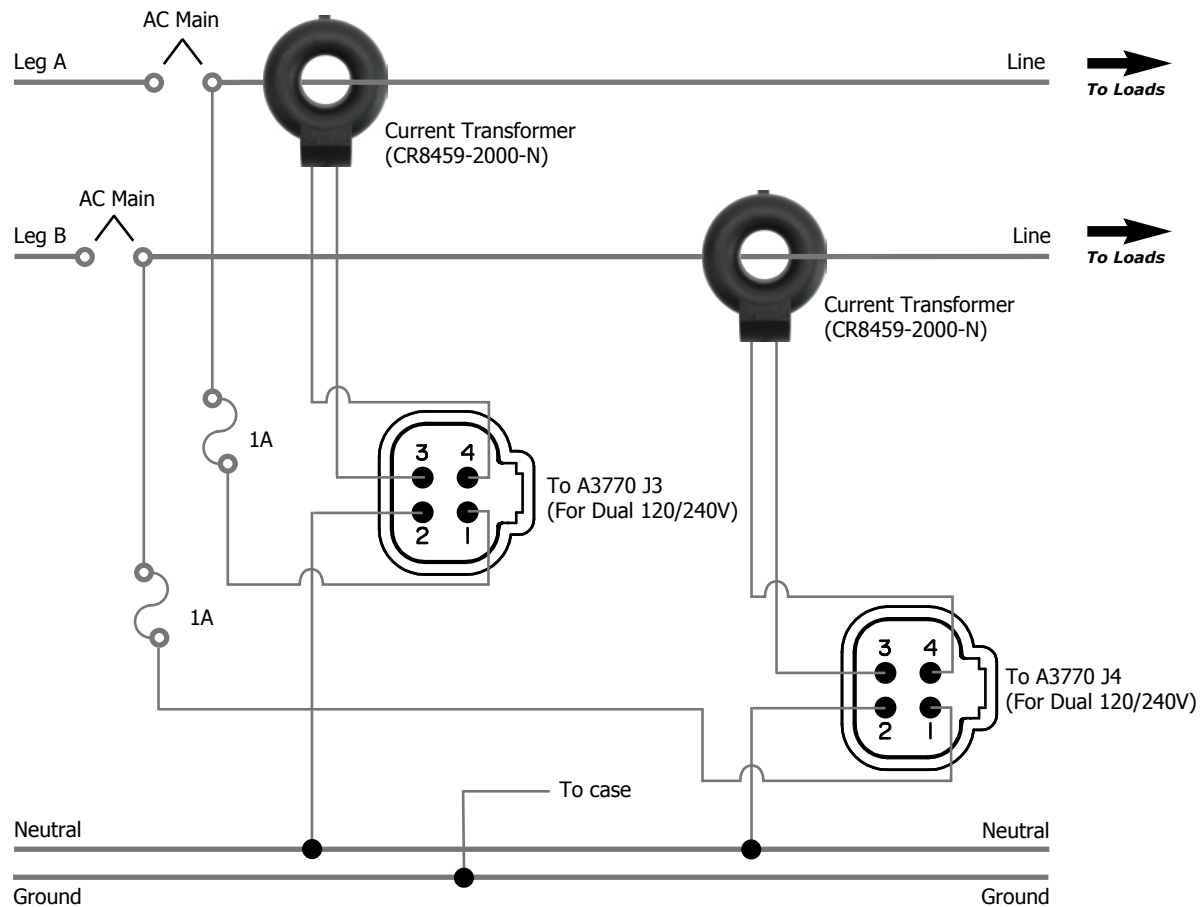 AC Main
Leg A
Line
To Loads
Current Transformer
(CR8459-2000-N)
AC Main
Leg B
Line
To Loads
Current Transformer
(CR8459-2000-N)
1A
3 4
2 1
To A3770 J3
(For Dual 120/240V)
1A
3 4
2 1
To A3770 J4
(For Dual 120/240V)
To case
Neutral
Neutral
Ground
Ground